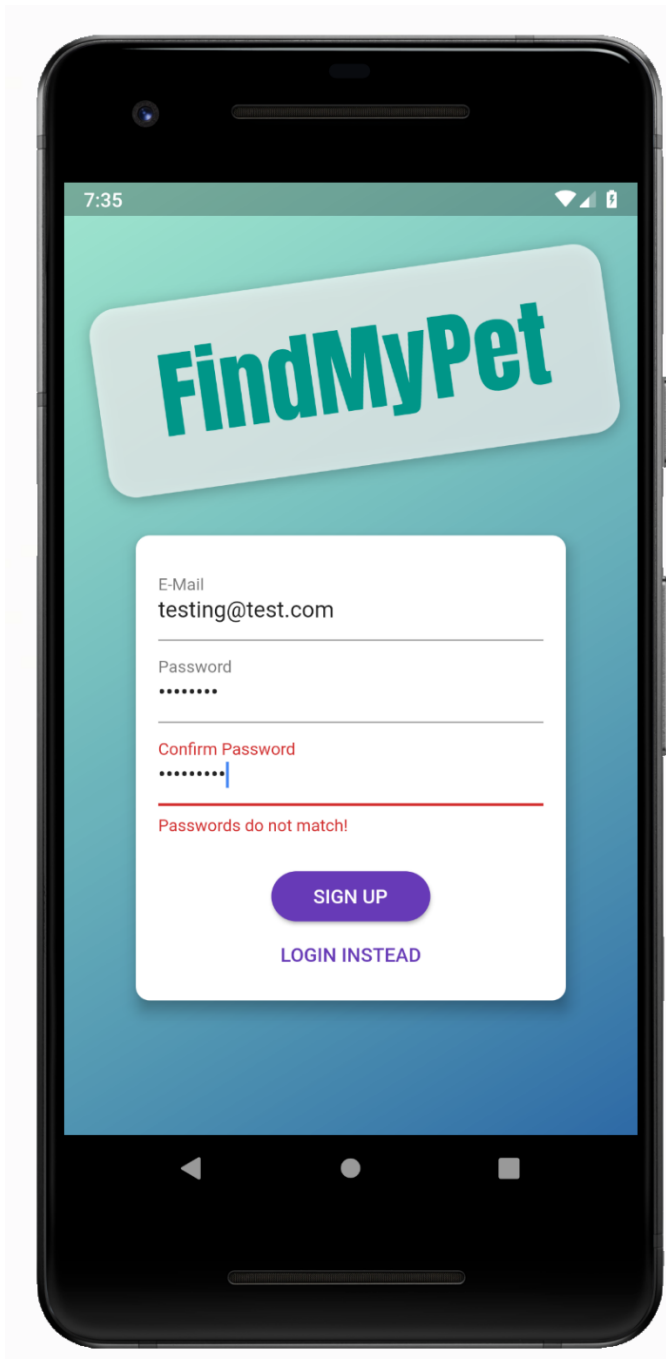 7:35
FindMyPet
E-Mail
testing@test.com
Password
••••••••
Confirm Password
•••••••••
Passwords do not match!
SIGN UP
LOGIN INSTEAD